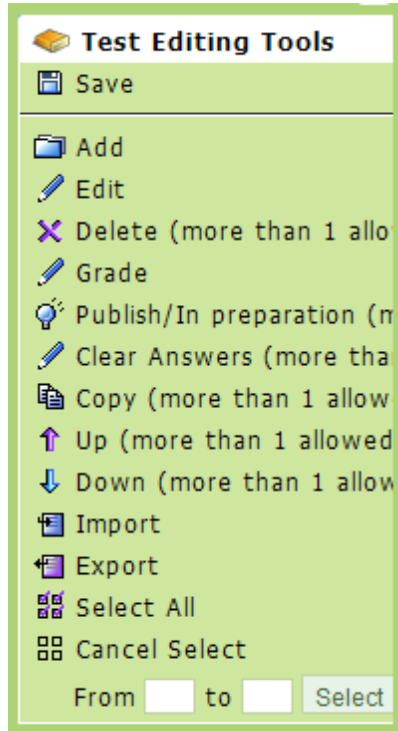 Test Editing Tools
Save
Add
Edit
Delete (more than 1 allo
Grade
Publish/In preparation (m
Clear Answers (more tha
Copy (more than 1 allow
Up (more than 1 allowed
Down (more than 1 allow
Import
Export
Select All
Cancel Select
From to Select